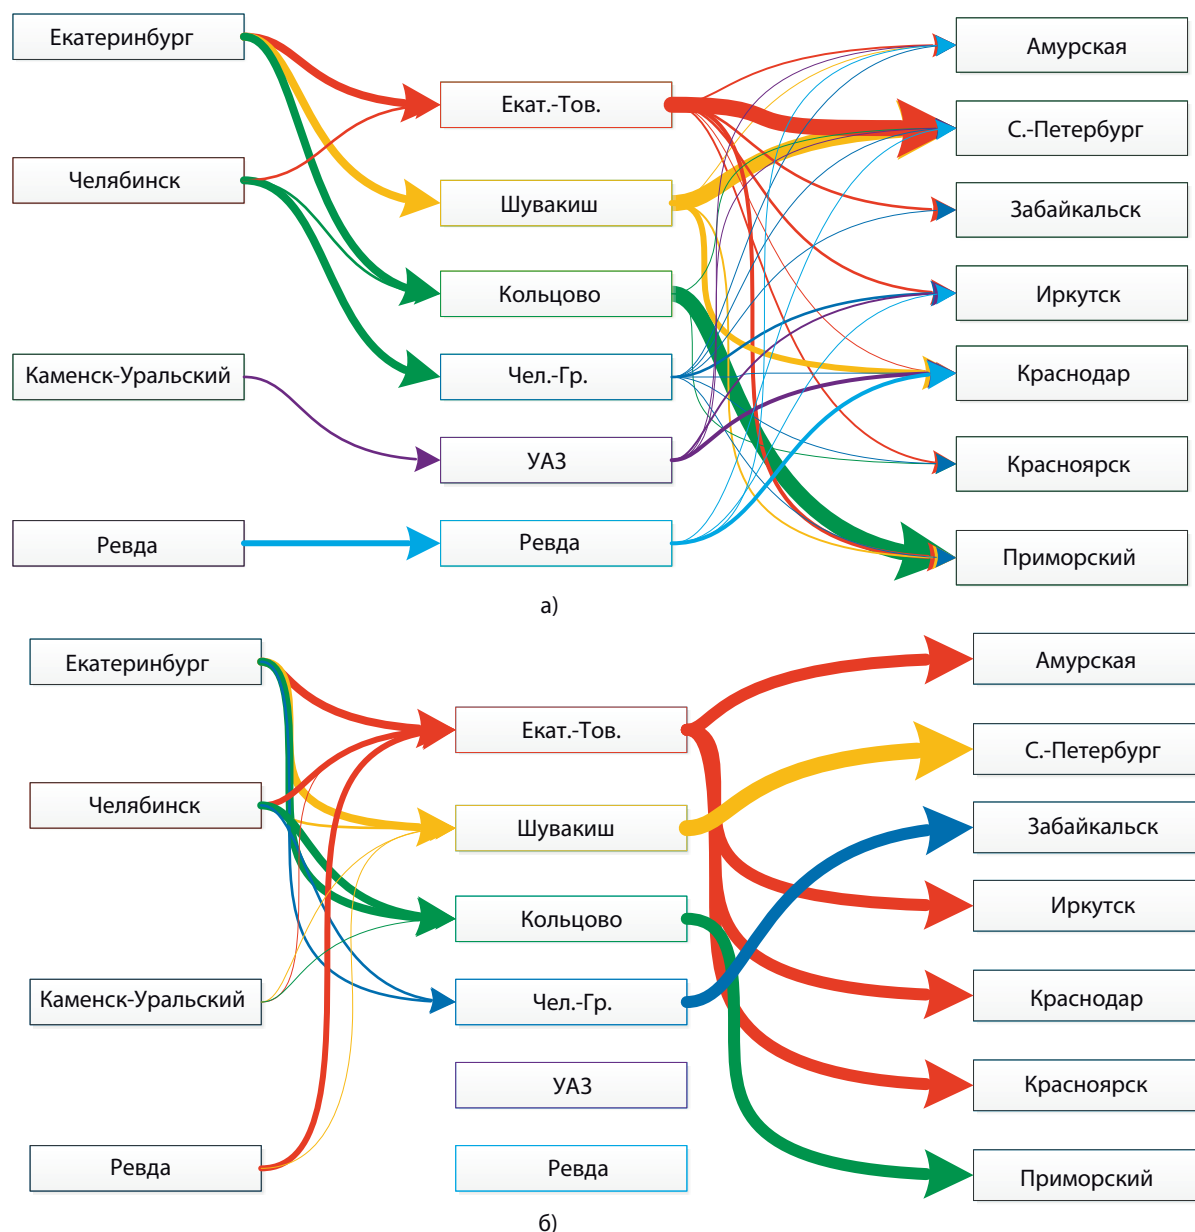 Екатеринбург
Челябинск
Каменск-Уральский
Ревда
Екат.-Тов.
Шувакиш
Кольцово
Чел.-Гр.
УАЗ
Ревда
Амурская
С.-Петербург
Забайкальск
Иркутск
Краснодар
Красноярск
Приморский
а)
Екатеринбург
Челябинск
Каменск-Уральский
Ревда
Екат.-Тов.
Шувакиш
Кольцово
Чел.-Гр.
УАЗ
Ревда
Амурская
С.-Петербург
Забайкальск
Иркутск
Краснодар
Красноярск
Приморский
б)